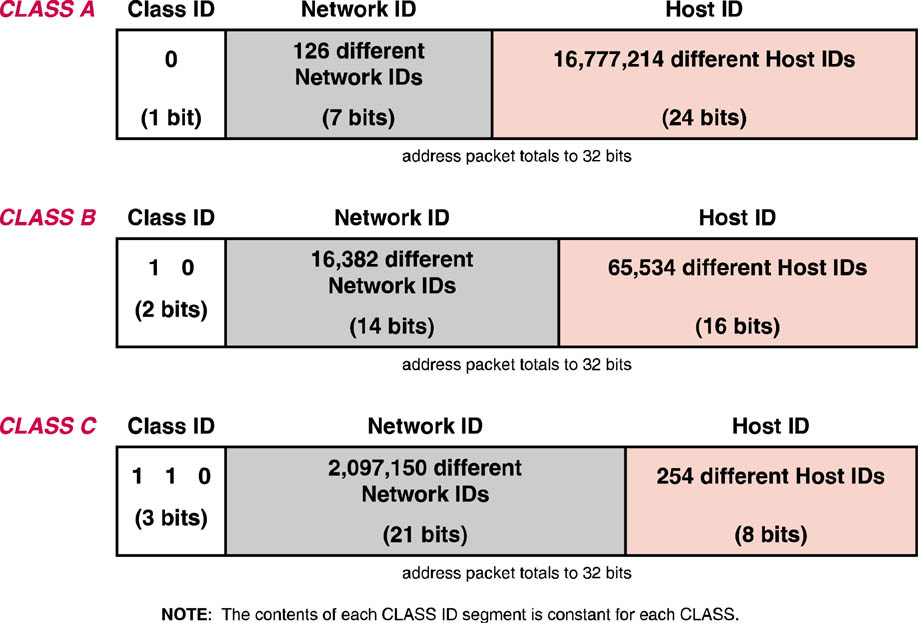 CLASS A Class ID Network ID Host ID
0 126 different Network IDs 16,777,214 different Host IDs
(1 bit) (7 bits) (24 bits)
address packet totals to 32 bits
CLASS B Class ID Network ID Host ID
1 0 16,382 different Network IDs 65,534 different Host IDs
(2 bits) (14 bits) (16 bits)
address packet totals to 32 bits
CLASS C Class ID Network ID Host ID
1 1 0 2,097,150 different Network IDs 254 different Host IDs
(3 bits) (21 bits) (8 bits)
address packet totals to 32 bits
NOTE: The contents of each CLASS ID segment is constant for each CLASS.